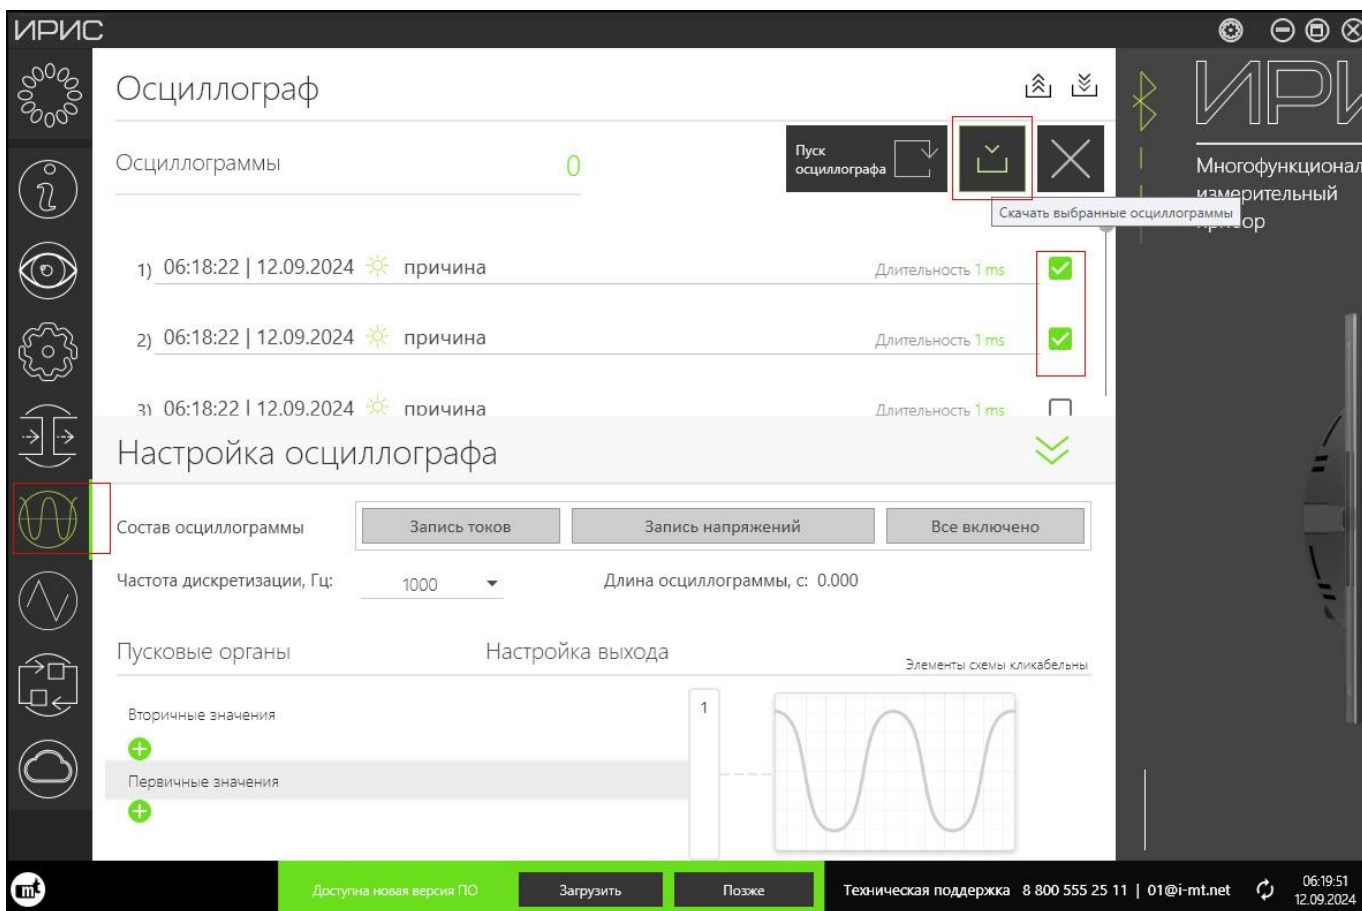 ИРИС
Осциллограф
ИРИ
Осциллограммы 0
Пуск
осциллографа
Многофункционал
измерительный
Скачать выбранные осциллограммы
1) 06:18:22 | 12.09.2024 причина Длительность 1 ms
2) 06:18:22 | 12.09.2024 причина Длительность 1 ms
3) 06:18:22 | 12.09.2024 причина Длительность 1 ms
Настройка осциллографа
Состав осциллограммы Запись токов Запись напряжений Все включено
Частота дискретизации, Гц: 1000 Длина осциллограммы, с: 0.000
Пусковые органы Настройка выхода Элементы схемы кликабельны
Вторичные значения 1
Первичные значения
mt Доступна новая версия ПО Загрузить Позже Техническая поддержка 8 800 555 25 11 | 01@i-mt.net 06:19:51
12.09.2024